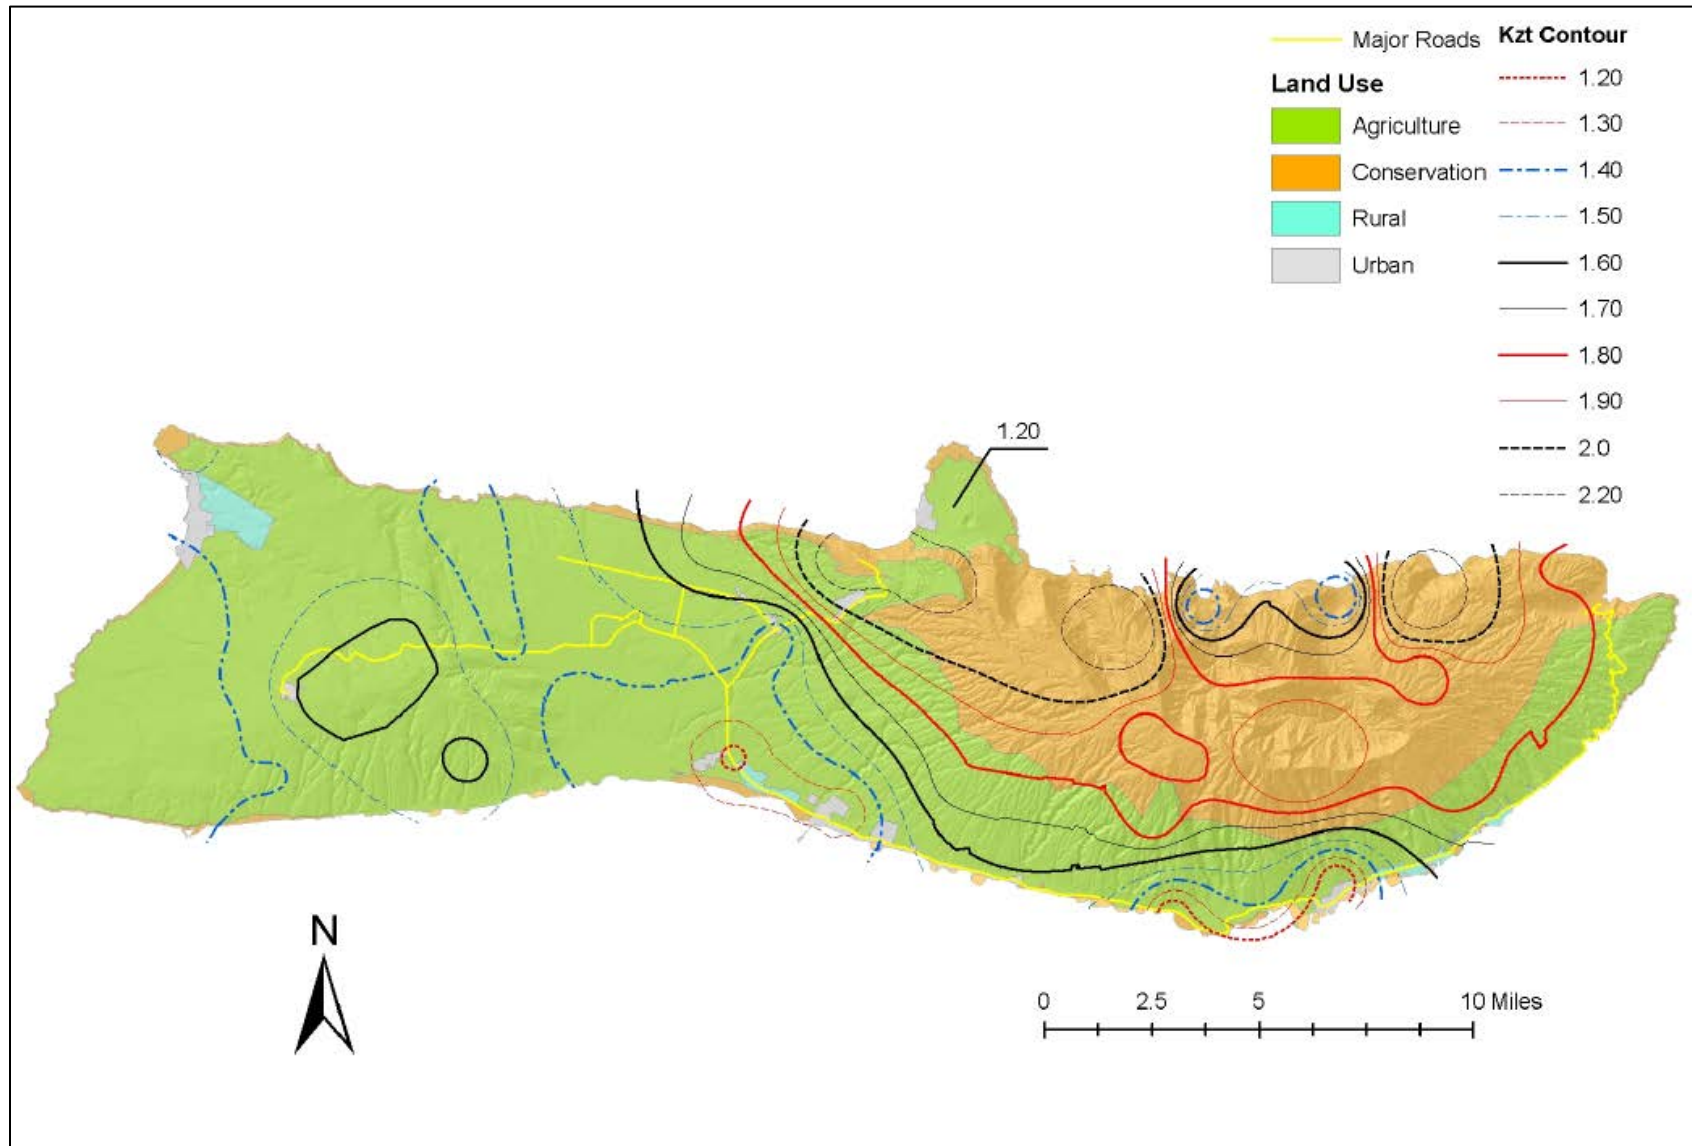 Major Roads
Land Use
Agriculture
Conservation
Rural
Urban
Kzt Contour
1.20
1.30
1.40
1.50
1.60
1.70
1.80
1.90
2.0
2.20
1.20
N
0 2.5 5 10 Miles